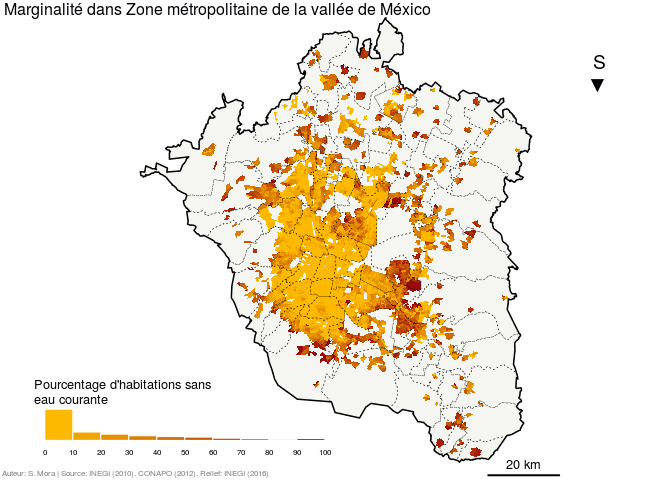 Marginalité dans Zone métropolitaine de la vallée de México
S
Pourcentage d'habitations sans
eau courante
0 10 20 30 40 50 60 70 80 90 100
20 km
Auteur: S. Mora | Source: INEGI (2010), CONAPO (2012), Relief: INEGI (2016)